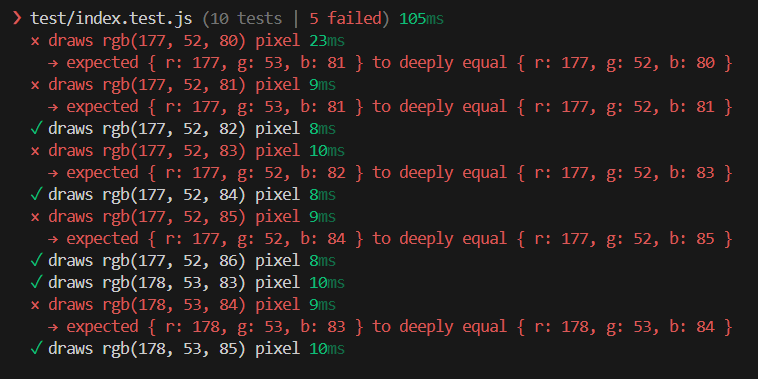 ❯ test/index.test.js (10 tests | 5 failed) 105ms
× draws rgb(177, 52, 80) pixel 23ms
→ expected { r: 177, g: 53, b: 81 } to deeply equal { r: 177, g: 52, b: 80 }
× draws rgb(177, 52, 81) pixel 9ms
→ expected { r: 177, g: 53, b: 81 } to deeply equal { r: 177, g: 52, b: 81 }
✓ draws rgb(177, 52, 82) pixel 8ms
× draws rgb(177, 52, 83) pixel 10ms
→ expected { r: 177, g: 52, b: 82 } to deeply equal { r: 177, g: 52, b: 83 }
✓ draws rgb(177, 52, 84) pixel 8ms
× draws rgb(177, 52, 85) pixel 9ms
→ expected { r: 177, g: 52, b: 84 } to deeply equal { r: 177, g: 52, b: 85 }
✓ draws rgb(177, 52, 86) pixel 8ms
✓ draws rgb(178, 53, 83) pixel 10ms
× draws rgb(178, 53, 84) pixel 9ms
→ expected { r: 178, g: 53, b: 83 } to deeply equal { r: 178, g: 53, b: 84 }
✓ draws rgb(178, 53, 85) pixel 10ms